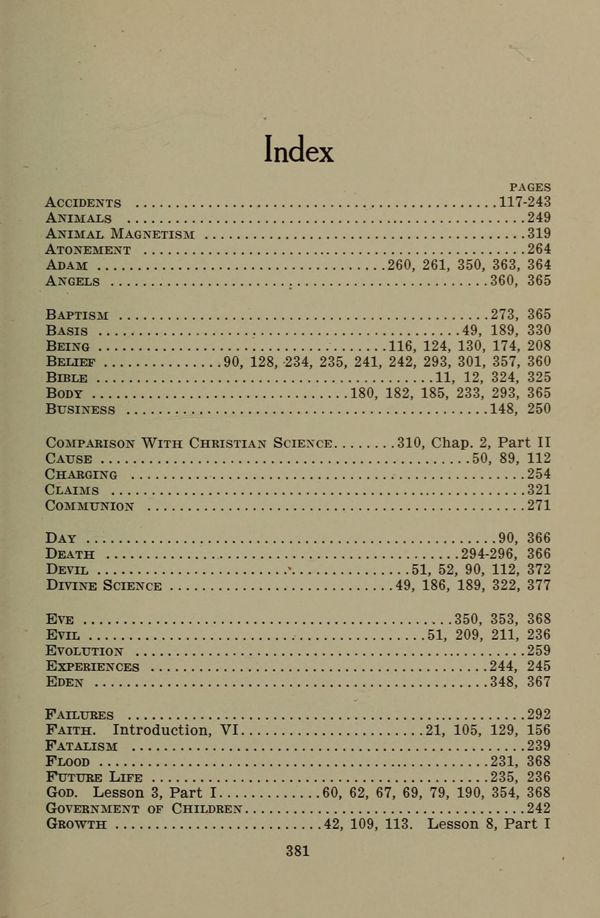 Index
PAGES
ACCIDENTS ............................................117-243
ANIMALS ................................................249
ANIMAL MAGNETISM .......................................319
ATONEMENT ..............................................264
ADAM ...................................260, 261, 350, 363, 364
ANGELS .............................................360, 365
BAPTISM ............................................273, 365
BASIS ...........................................49, 189, 330
BEING ..................................116, 124, 130, 174, 208
BELIEF ...............90, 128, 234, 235, 241, 242, 293, 301, 357, 360
BIBLE ........................................11, 12, 324, 325
BODY ...............................180, 182, 185, 233, 293, 365
BUSINESS ...........................................148, 250
COMPARISON WITH CHRISTIAN SCIENCE........310, Chap. 2, Part II
CAUSE ............................................50, 89, 112
CHARGING ...............................................254
CLAIMS .................................................321
COMMUNION ..............................................271
DAY .................................................90, 366
DEATH ..........................................294-296, 366
DEVIL ......................................51, 52, 90, 112, 372
DIVINE SCIENCE ...........................49, 186, 189, 322, 377
EVE ............................................350, 353, 368
EVIL ........................................51, 209, 211, 236
EVOLUTION ..............................................259
EXPERIENCES ........................................244, 245
EDEN ...............................................348, 367
FAILURES ...............................................292
FAITH. Introduction, VI......................21, 105, 129, 156
FATALISM ...............................................239
FLOOD ..............................................231, 368
FUTURE LIFE ........................................235, 236
GOD. Lesson 3, Part I............60, 62, 67, 69, 79, 190, 354, 368
GOVERNMENT OF CHILDREN..................................242
GROWTH .........................42, 109, 113. Lesson 8, Part I
381